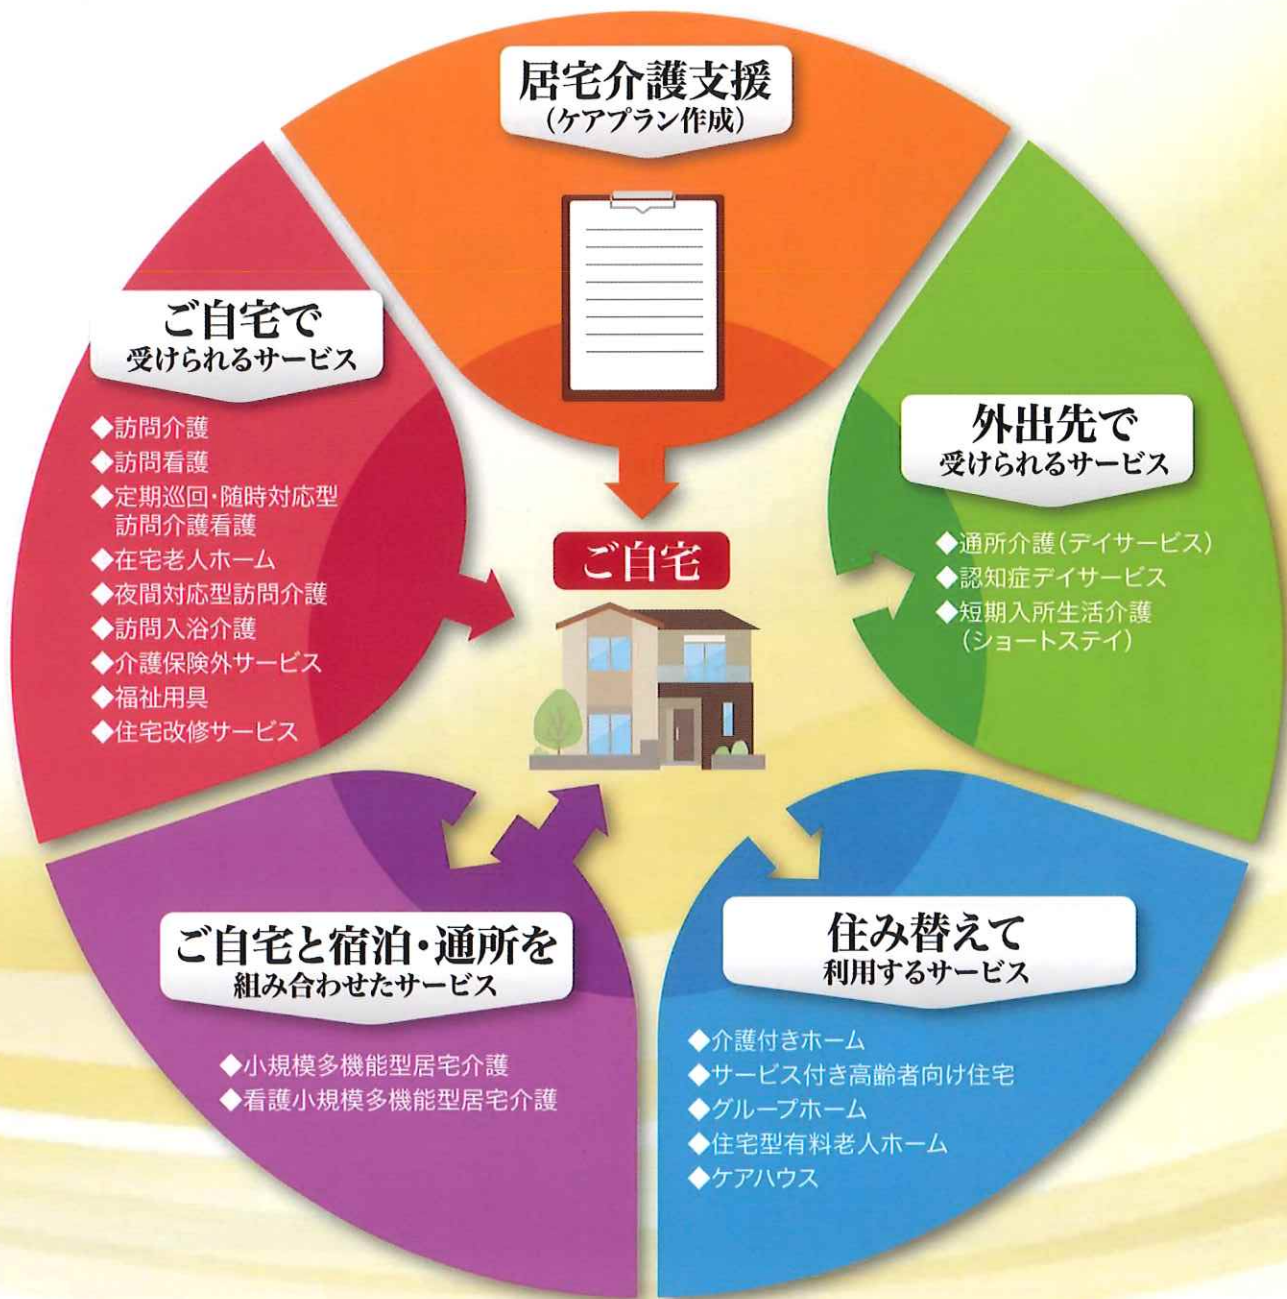 居宅介護支援
(ケアプラン作成)
ご自宅で
受けられるサービス
◆訪問介護
◆訪問看護
◆定期巡回・随時対応型
訪問介護看護
◆在宅老人ホーム
◆夜間対応型訪問介護
◆訪問入浴介護
◆介護保険外サービス
◆福祉用具
◆住宅改修サービス
外出先で
受けられるサービス
◆通所介護(デイサービス)
◆認知症デイサービス
◆短期入所生活介護
(ショートステイ)
ご自宅
ご自宅と宿泊・通所を
組み合わせたサービス
◆小規模多機能型居宅介護
◆看護小規模多機能型居宅介護
住み替えて
利用するサービス
◆介護付きホーム
◆サービス付き高齢者向け住宅
◆グループホーム
◆住宅型有料老人ホーム
◆ケアハウス